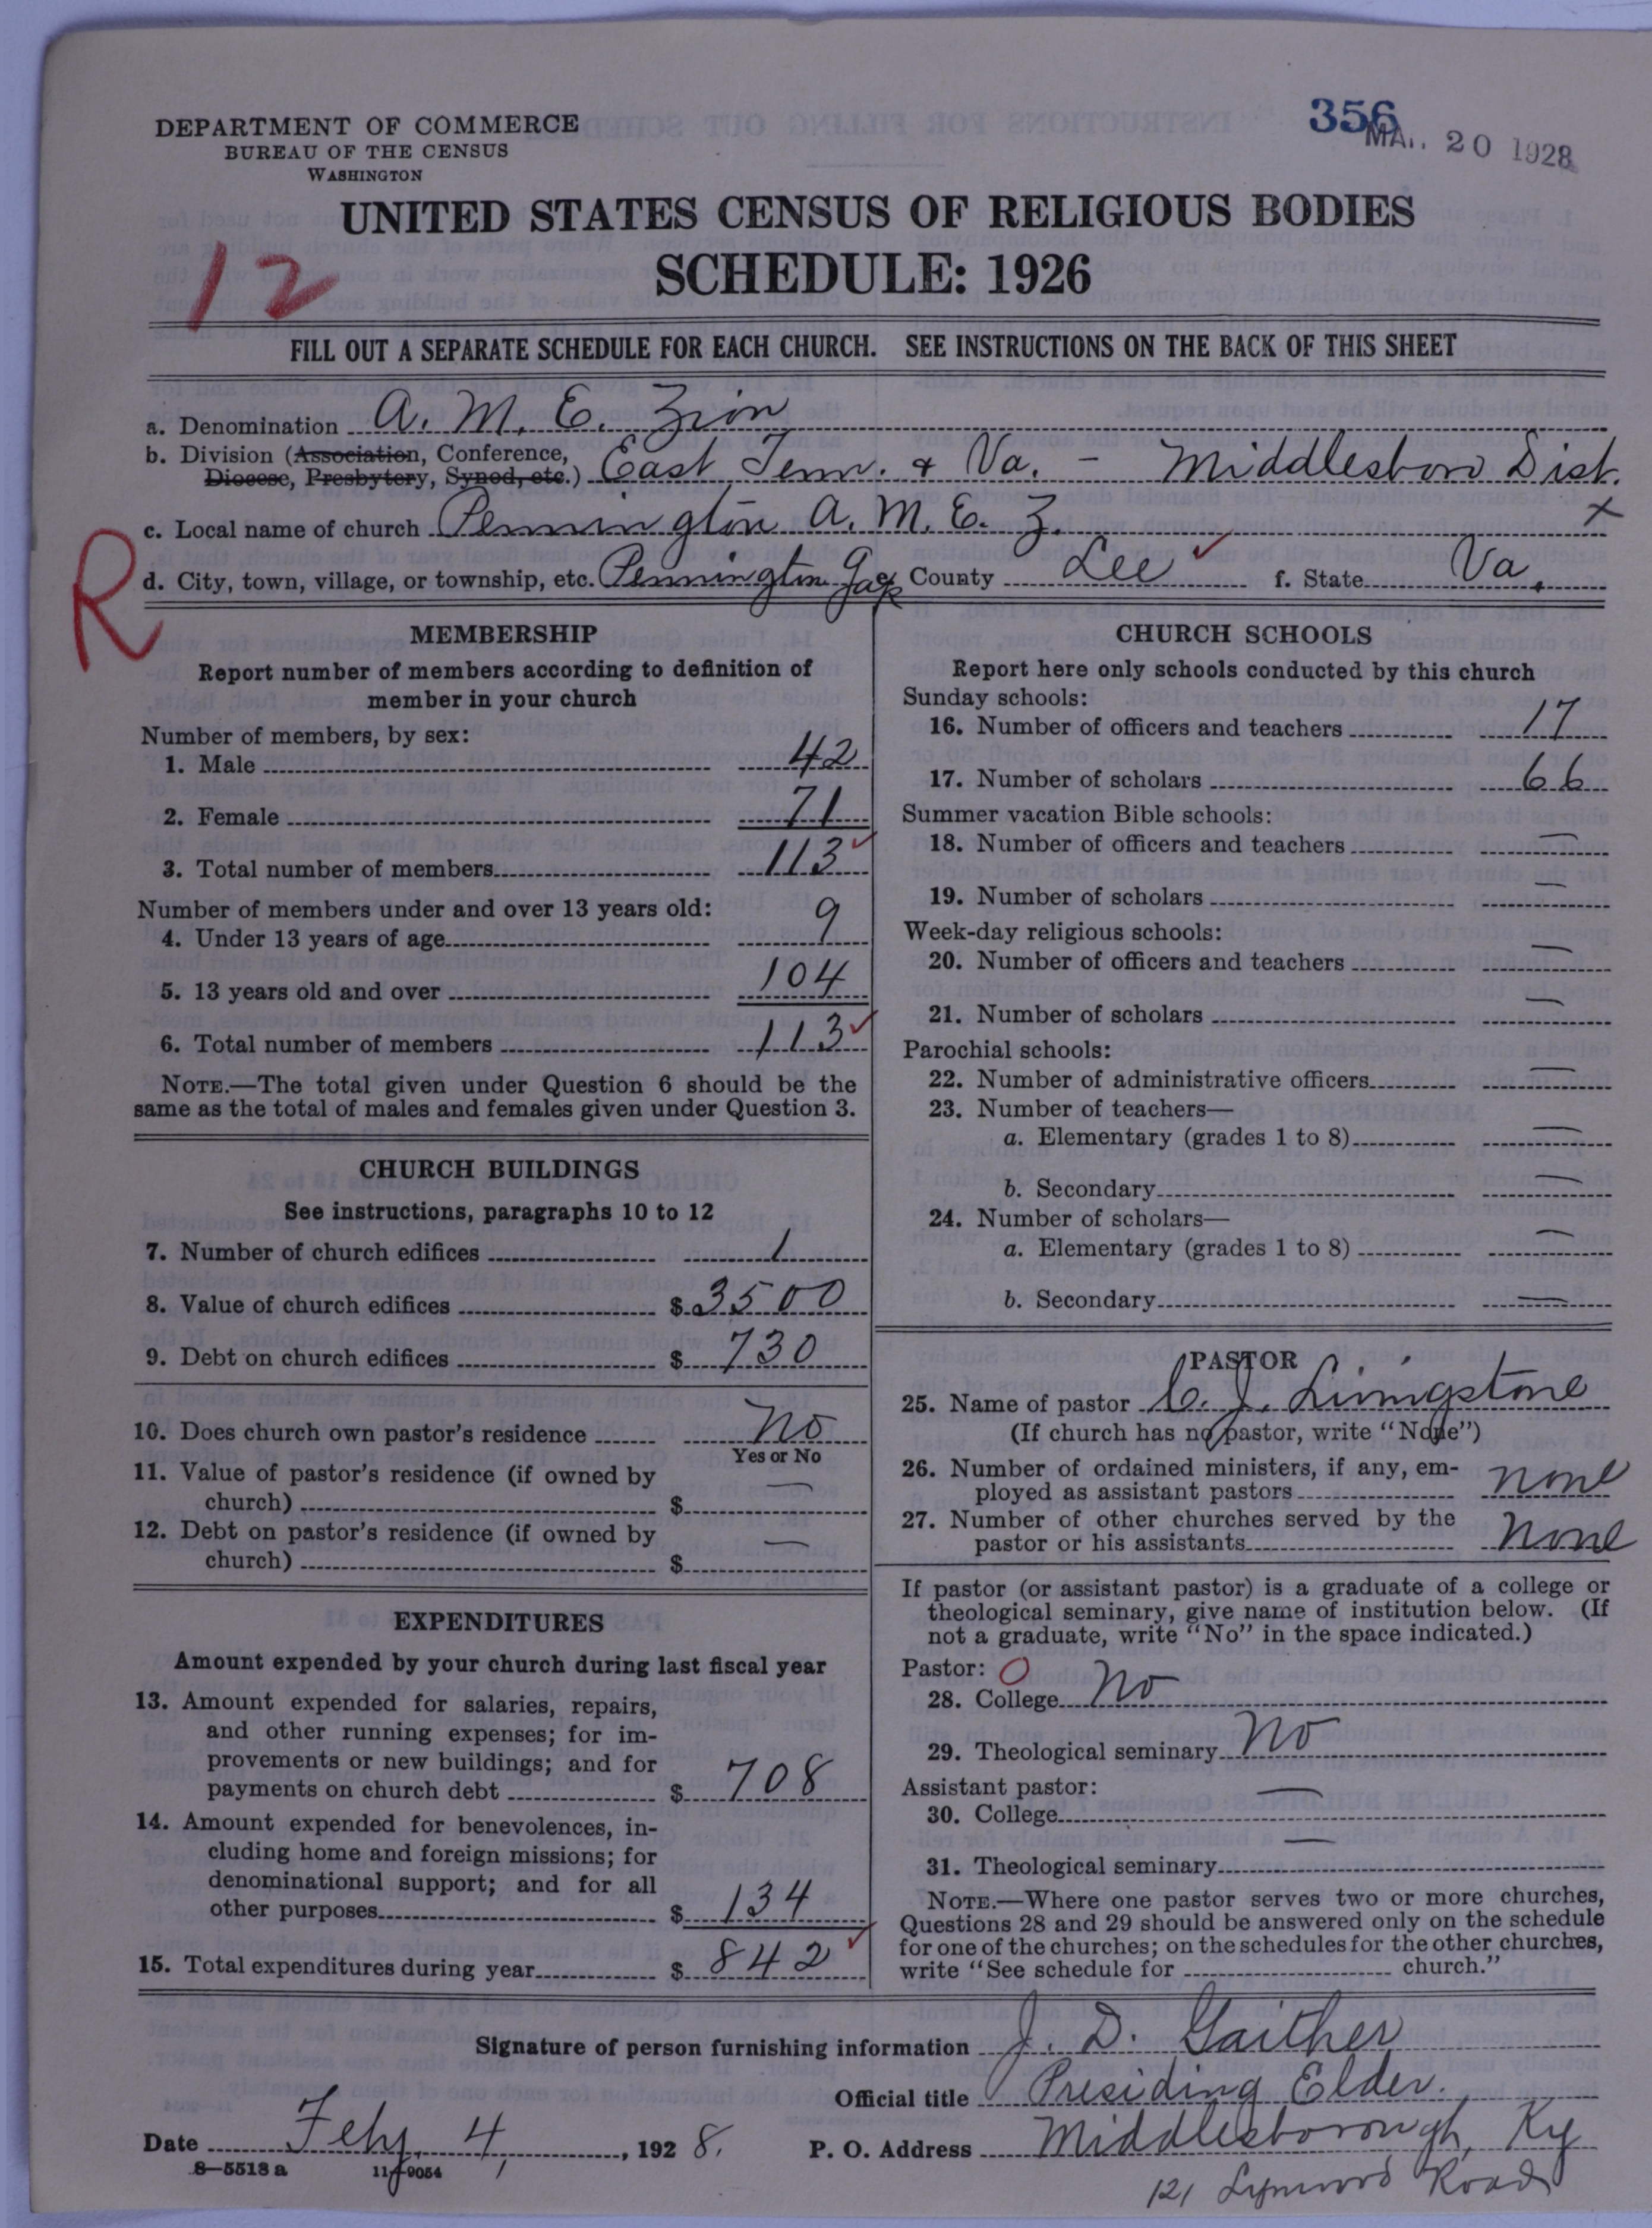 356
MAR. 20 1928
DEPARTMENT OF COMMERCE
BUREAU OF THE CENSUS
WASHINGTON
UNITED STATES CENSUS OF RELIGIOUS BODIES
SCHEDULE: 1926
12
FILL OUT A SEPARATE SCHEDULE FOR EACH CHURCH. SEE INSTRUCTIONS ON THE BACK OF THIS SHEET
a. Denomination A. M. E. Zion
b. Division (Association, Conference,
Diocese, Presbytery, Synod, etc.) East Tenn. & Va. - Middlesboro Dist.
c. Local name of church Pennington A. M. E. Z. x
R
d. City, town, village, or township, etc. Pennington Gap County Lee f. State Va.
MEMBERSHIP
Report number of members according to definition of
member in your church
Number of members, by sex:
1. Male 42
2. Female 71
3. Total number of members 113
Number of members under and over 13 years old:
4. Under 13 years of age 9
5. 13 years old and over 104
6. Total number of members 113
NOTE.—The total given under Question 6 should be the
same as the total of males and females given under Question 3.
CHURCH BUILDINGS
See instructions, paragraphs 10 to 12
7. Number of church edifices 1
8. Value of church edifices $ 3500
9. Debt on church edifices $ 730
10. Does church own pastor's residence No
Yes or No
11. Value of pastor's residence (if owned by
church) $ —
12. Debt on pastor's residence (if owned by
church) $ —
EXPENDITURES
Amount expended by your church during last fiscal year
13. Amount expended for salaries, repairs,
and other running expenses; for im-
provements or new buildings; and for
payments on church debt $ 708
14. Amount expended for benevolences, in-
cluding home and foreign missions; for
denominational support; and for all
other purposes $ 134
15. Total expenditures during year $ 842
CHURCH SCHOOLS
Report here only schools conducted by this church
Sunday schools:
16. Number of officers and teachers 17
17. Number of scholars 66
Summer vacation Bible schools:
18. Number of officers and teachers —
19. Number of scholars —
Week-day religious schools:
20. Number of officers and teachers —
21. Number of scholars —
Parochial schools:
22. Number of administrative officers —
23. Number of teachers—
a. Elementary (grades 1 to 8) —
b. Secondary —
24. Number of scholars—
a. Elementary (grades 1 to 8) —
b. Secondary —
PASTOR
25. Name of pastor C. J. Livingstone
(If church has no pastor, write "None")
26. Number of ordained ministers, if any, em-
ployed as assistant pastors none
27. Number of other churches served by the
pastor or his assistants none
If pastor (or assistant pastor) is a graduate of a college or
theological seminary, give name of institution below. (If
not a graduate, write "No" in the space indicated.)
Pastor: O
28. College No
29. Theological seminary No
Assistant pastor:
30. College —
31. Theological seminary —
NOTE.—Where one pastor serves two or more churches,
Questions 28 and 29 should be answered only on the schedule
for one of the churches; on the schedules for the other churches,
write "See schedule for church."
Signature of person furnishing information J. D. Gaither
Official title Presiding Elder.
Date Feby. 4, 1928. P. O. Address Middlesborough, Ky
8—5513a 11—9054
121 Road